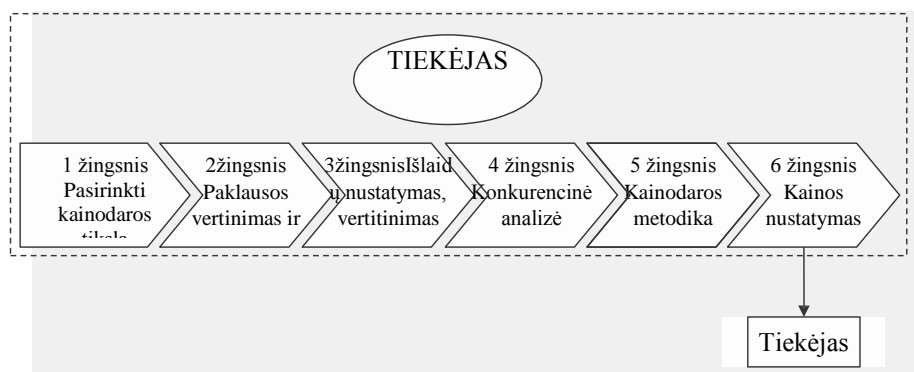 TIEKĖJAS
1 žingsnis
Pasirinkti
kainodaros
2žingsnis
Paklausos
vertinimas ir
3žingsnisIšlaid
ų nustatymas,
vertitinimas
4 žingsnis
Konkurencinė
analizė
5 žingsnis
Kainodaros
metodika
6 žingsnis
Kainos
nustatymas
Tiekėjas